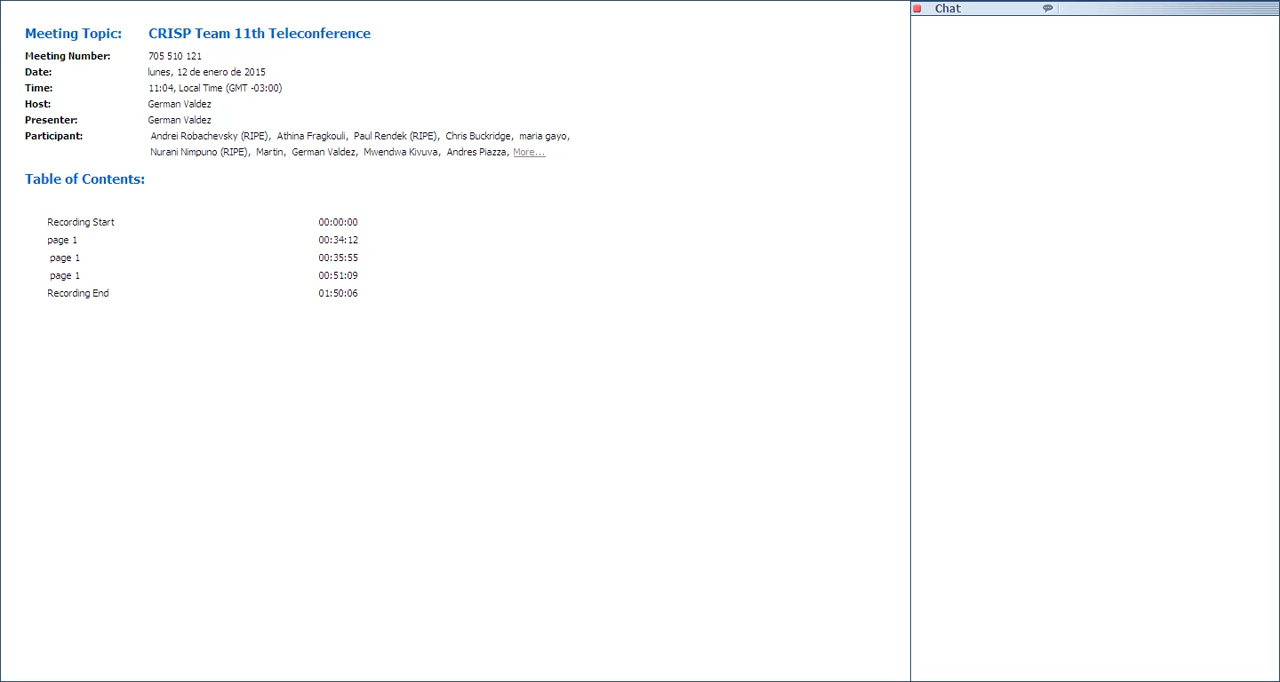 Meeting Topic: CRISP Team 11th Teleconference
Meeting Number: 705 510 121
Date: lunes, 12 de enero de 2015
Time: 11:04, Local Time (GMT -03:00)
Host: German Valdez
Presenter: German Valdez
Participant: Andrei Robachevsky (RIPE), Athina Fragkouli, Paul Rendek (RIPE), Chris Buckridge, maria gayo,
Nurani Nimpuno (RIPE), Martin, German Valdez, Mwendwa Kivuva, Andres Piazza, More...
Table of Contents:
Recording Start 00:00:00
page 1 00:34:12
page 1 00:35:55
page 1 00:51:09
Recording End 01:50:06
Chat